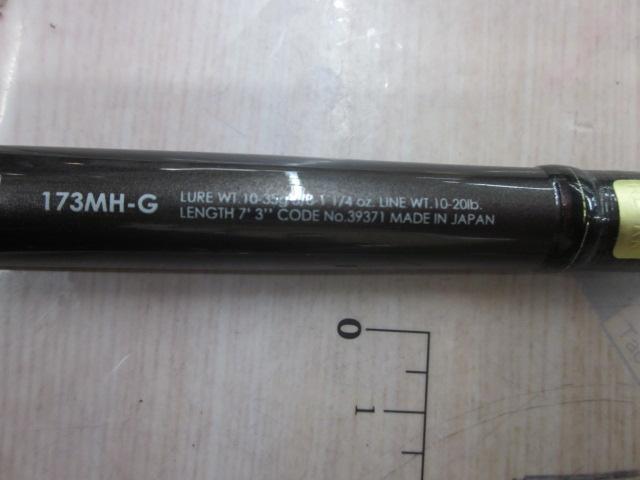 173MH-G
LURE WT. 10-35g 1 1/4 oz. LINE WT.10-20lb.
LENGTH 7' 3'' CODE No.39371 MADE IN JAPAN
0
1